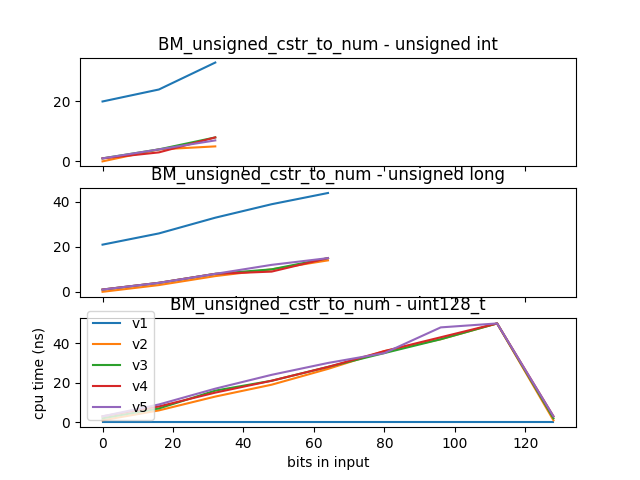 BM_unsigned_cstr_to_num - unsigned int
20
0
BM_unsigned_cstr_to_num - unsigned long
40
20
0
BM_unsigned_cstr_to_num - uint128_t
v1
v2
v3
v4
v5
cpu time (ns)
40
20
0
0 20 40 60 80 100 120
bits in input